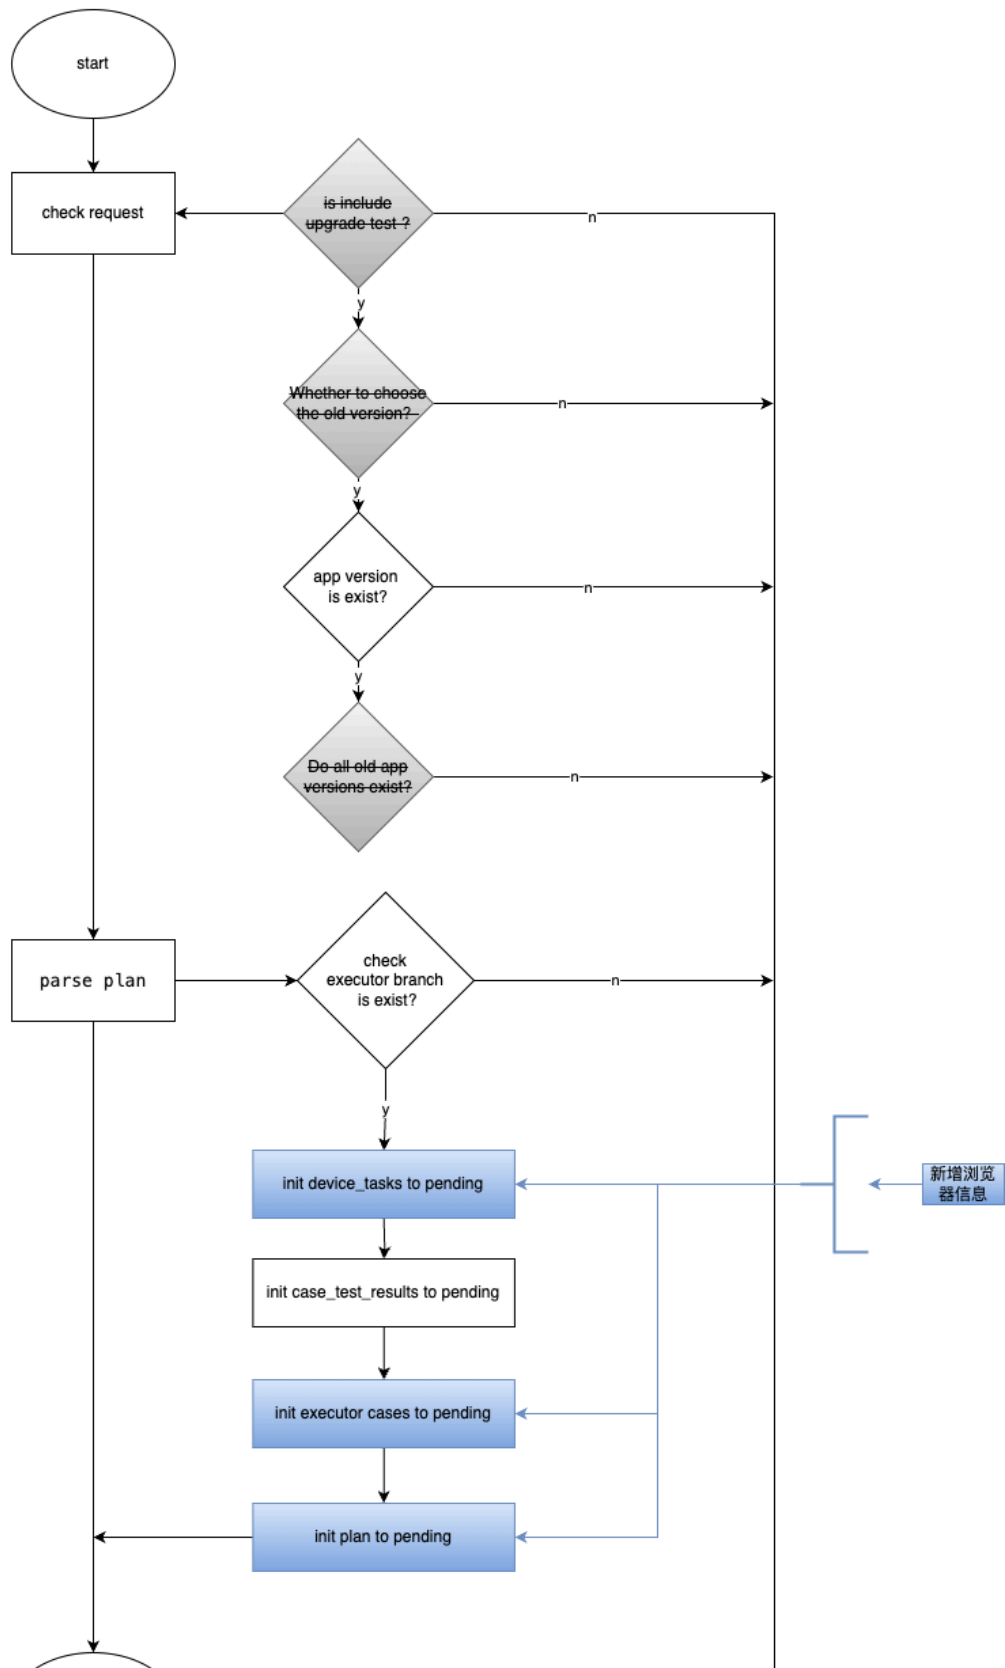 start
check request
is include
upgrade test ?
n
y
Whether to choose
the old version?
n
y
app version
is exist?
n
y
Do all old app
versions exist?
n
parse plan
check
executor branch
is exist?
n
y
init device_tasks to pending
新增浏览
器信息
init case_test_results to pending
init executor cases to pending
init plan to pending